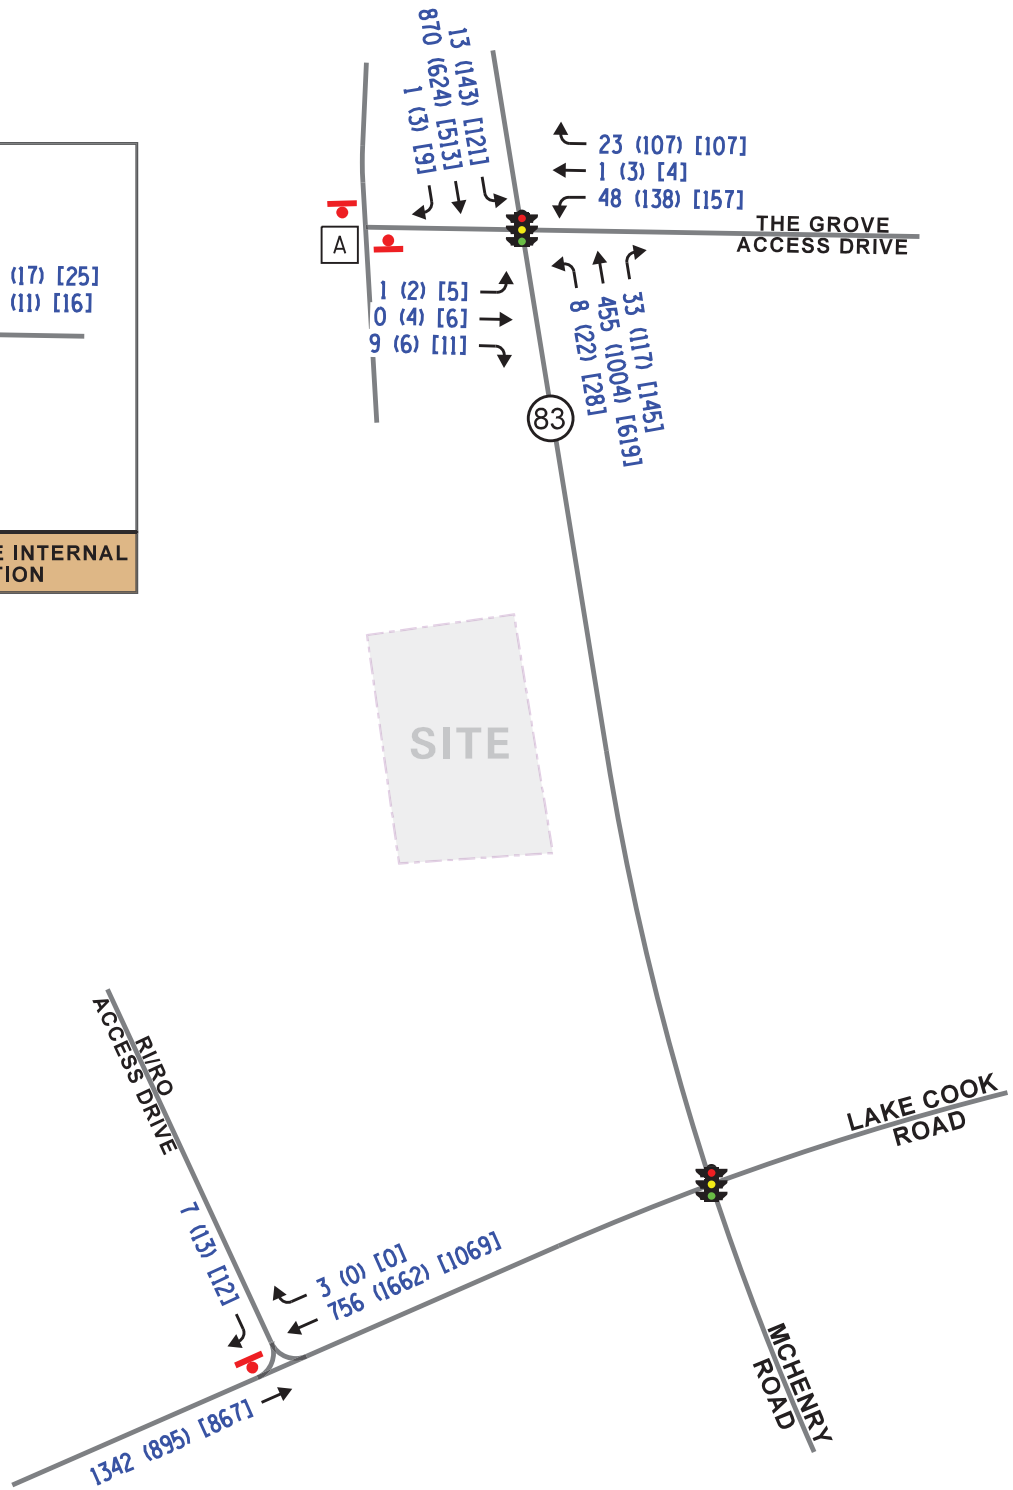 13 (143) [121]
870 (624) [513]
1 (3) [9]
23 (107) [107]
1 (3) [4]
48 (138) [157]
THE GROVE
ACCESS DRIVE
A
(17) [25]
(11) [16]
1 (2) [5]
0 (4) [6]
9 (6) [11]
8 (22) [28]
455 (1004) [619]
33 (117) [145]
83
E INTERNAL
TION
SITE
RI/RO
ACCESS DRIVE
LAKE COOK
ROAD
7 (13) [12]
3 (0) [0]
756 (1662) [1069]
1342 (895) [867]
MCHENRY
ROAD